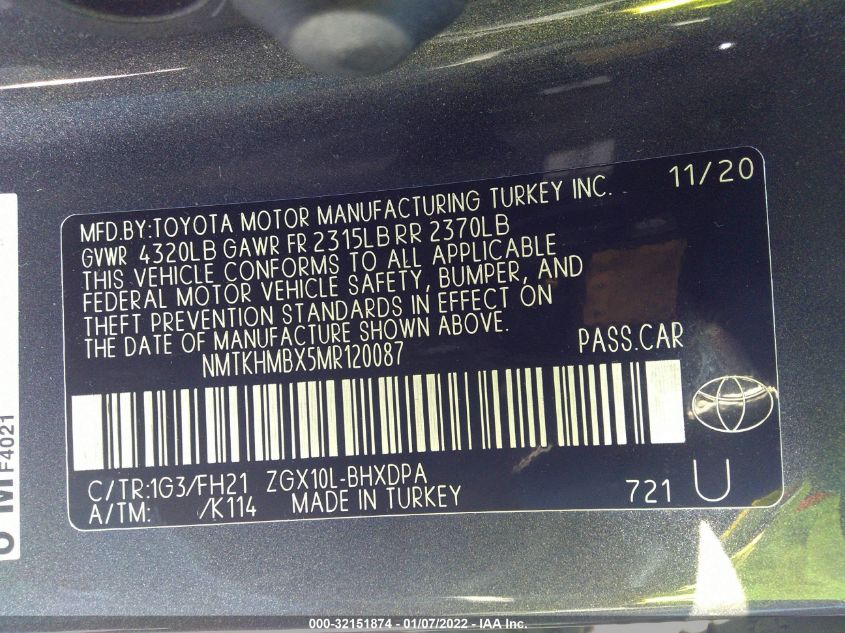 MFD.BY:TOYOTA MOTOR MANUFACTURING TURKEY INC. 11/20
GVWR 4320LB GAWR FR 2315LB RR 2370LB
THIS VEHICLE CONFORMS TO ALL APPLICABLE
FEDERAL MOTOR VEHICLE SAFETY, BUMPER, AND
THEFT PREVENTION STANDARDS IN EFFECT ON
THE DATE OF MANUFACTURE SHOWN ABOVE.
NMTKHMBX5MR120087 PASS.CAR
C/TR:1G3/FH21 ZGX10L-BHXDPA
A/TM: /K114 MADE IN TURKEY 721 U
F4021
000-32151874 - 01/07/2022 - IAA Inc.